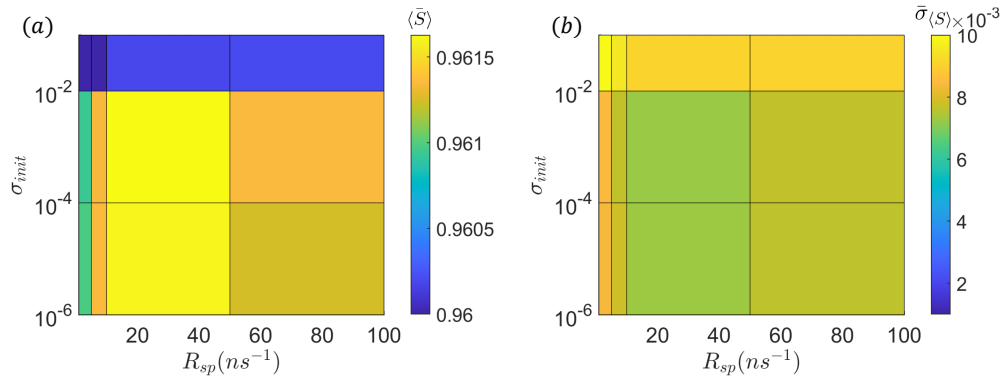 (a)
⟨S̄⟩
10^-2
10^-4
10^-6
σ_init
20 40 60 80 100
R_sp(ns^-1)
0.9615
0.961
0.9605
0.96
(b)
σ̄⟨S⟩ ×10^-3
10^-2
10^-4
10^-6
σ_init
20 40 60 80 100
R_sp(ns^-1)
10
8
6
4
2